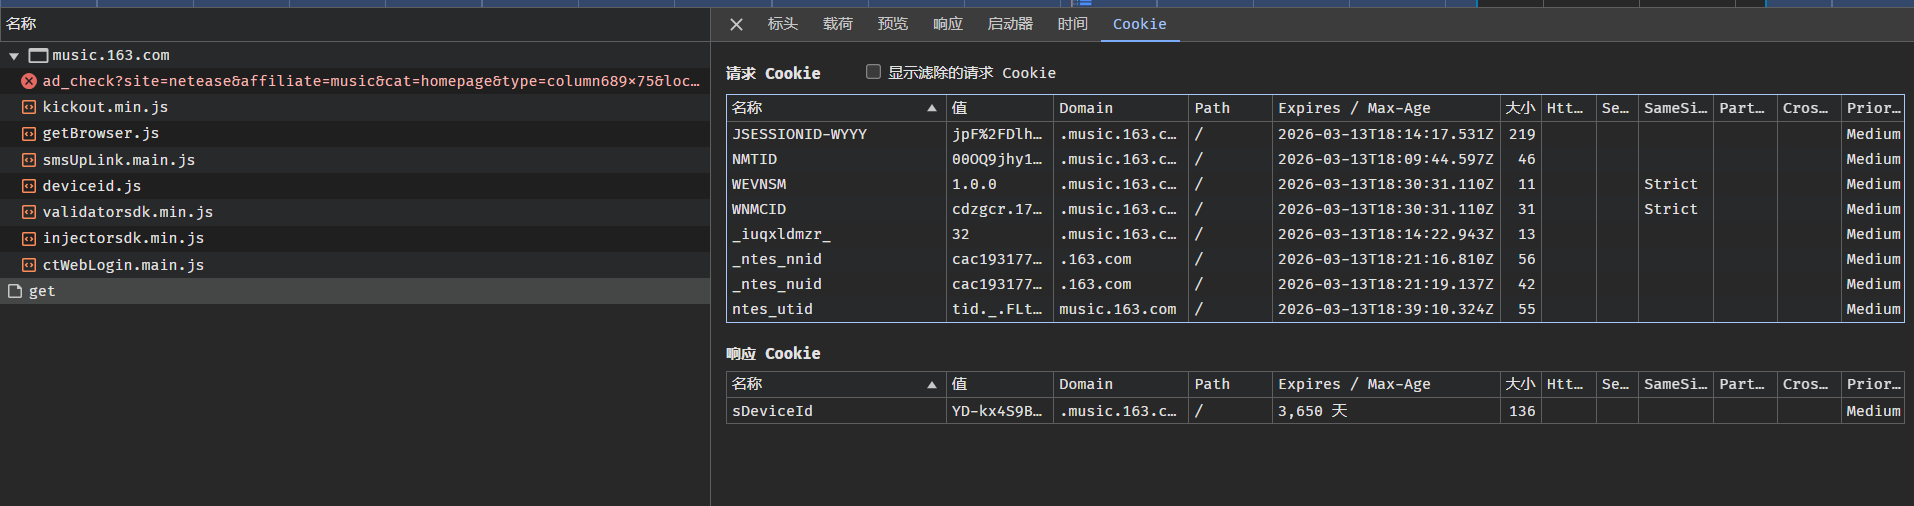 名称
music.163.com
ad_check?site=netease&affiliate=music&cat=homepage&type=column689×75&loc…
kickout.min.js
getBrowser.js
smsUpLink.main.js
deviceid.js
validatorsdk.min.js
injectorsdk.min.js
ctWebLogin.main.js
get
标头 载荷 预览 响应 启动器 时间 Cookie
请求 Cookie 显示滤除的请求 Cookie
名称 值 Domain Path Expires / Max-Age 大小 Htt… Se… SameSi… Part… Cros… Prior…
JSESSIONID-WYYY jpF%2FDlh… .music.163.c… / 2026-03-13T18:14:17.531Z 219 Medium
NMTID 00OQ9jhy1… .music.163.c… / 2026-03-13T18:09:44.597Z 46 Medium
WEVNSM 1.0.0 .music.163.c… / 2026-03-13T18:30:31.110Z 11 Strict Medium
WNMCID cdzgcr.17… .music.163.c… / 2026-03-13T18:30:31.110Z 31 Strict Medium
_iuqxldmzr_ 32 .music.163.c… / 2026-03-13T18:14:22.943Z 13 Medium
_ntes_nnid cac193177… .163.com / 2026-03-13T18:21:16.810Z 56 Medium
_ntes_nuid cac193177… .163.com / 2026-03-13T18:21:19.137Z 42 Medium
ntes_utid tid._.FLt… music.163.com / 2026-03-13T18:39:10.324Z 55 Medium
响应 Cookie
名称 值 Domain Path Expires / Max-Age 大小 Htt… Se… SameSi… Part… Cros… Prior…
sDeviceId YD-kx4S9B… .music.163.c… / 3,650 天 136 Medium